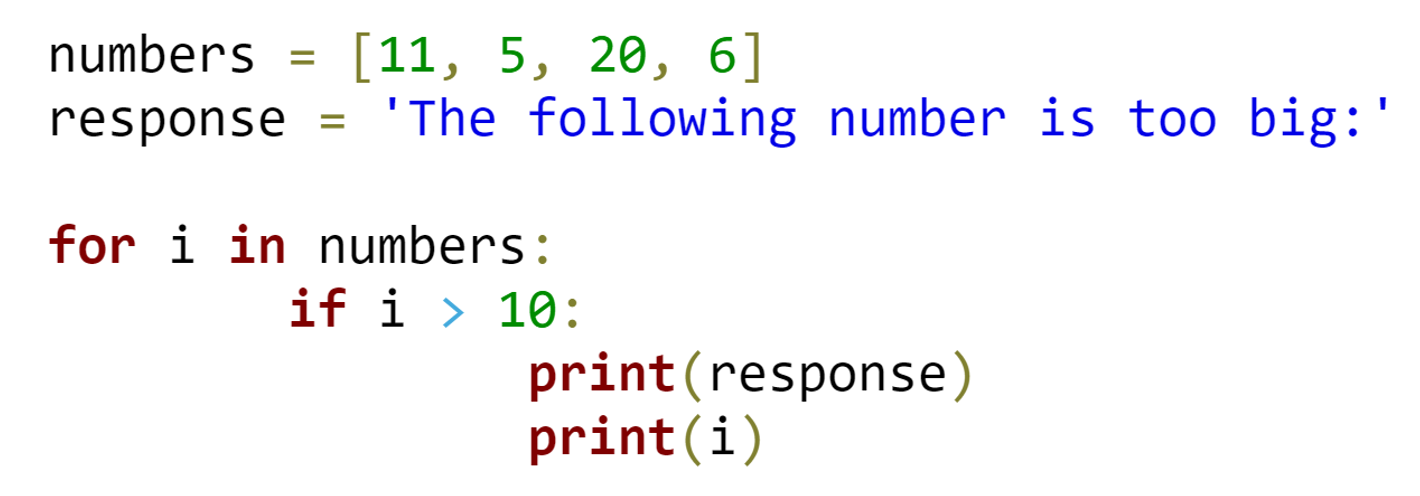 numbers = [11, 5, 20, 6]
response = 'The following number is too big:'
for i in numbers:
        if i > 10:
                print(response)
                print(i)